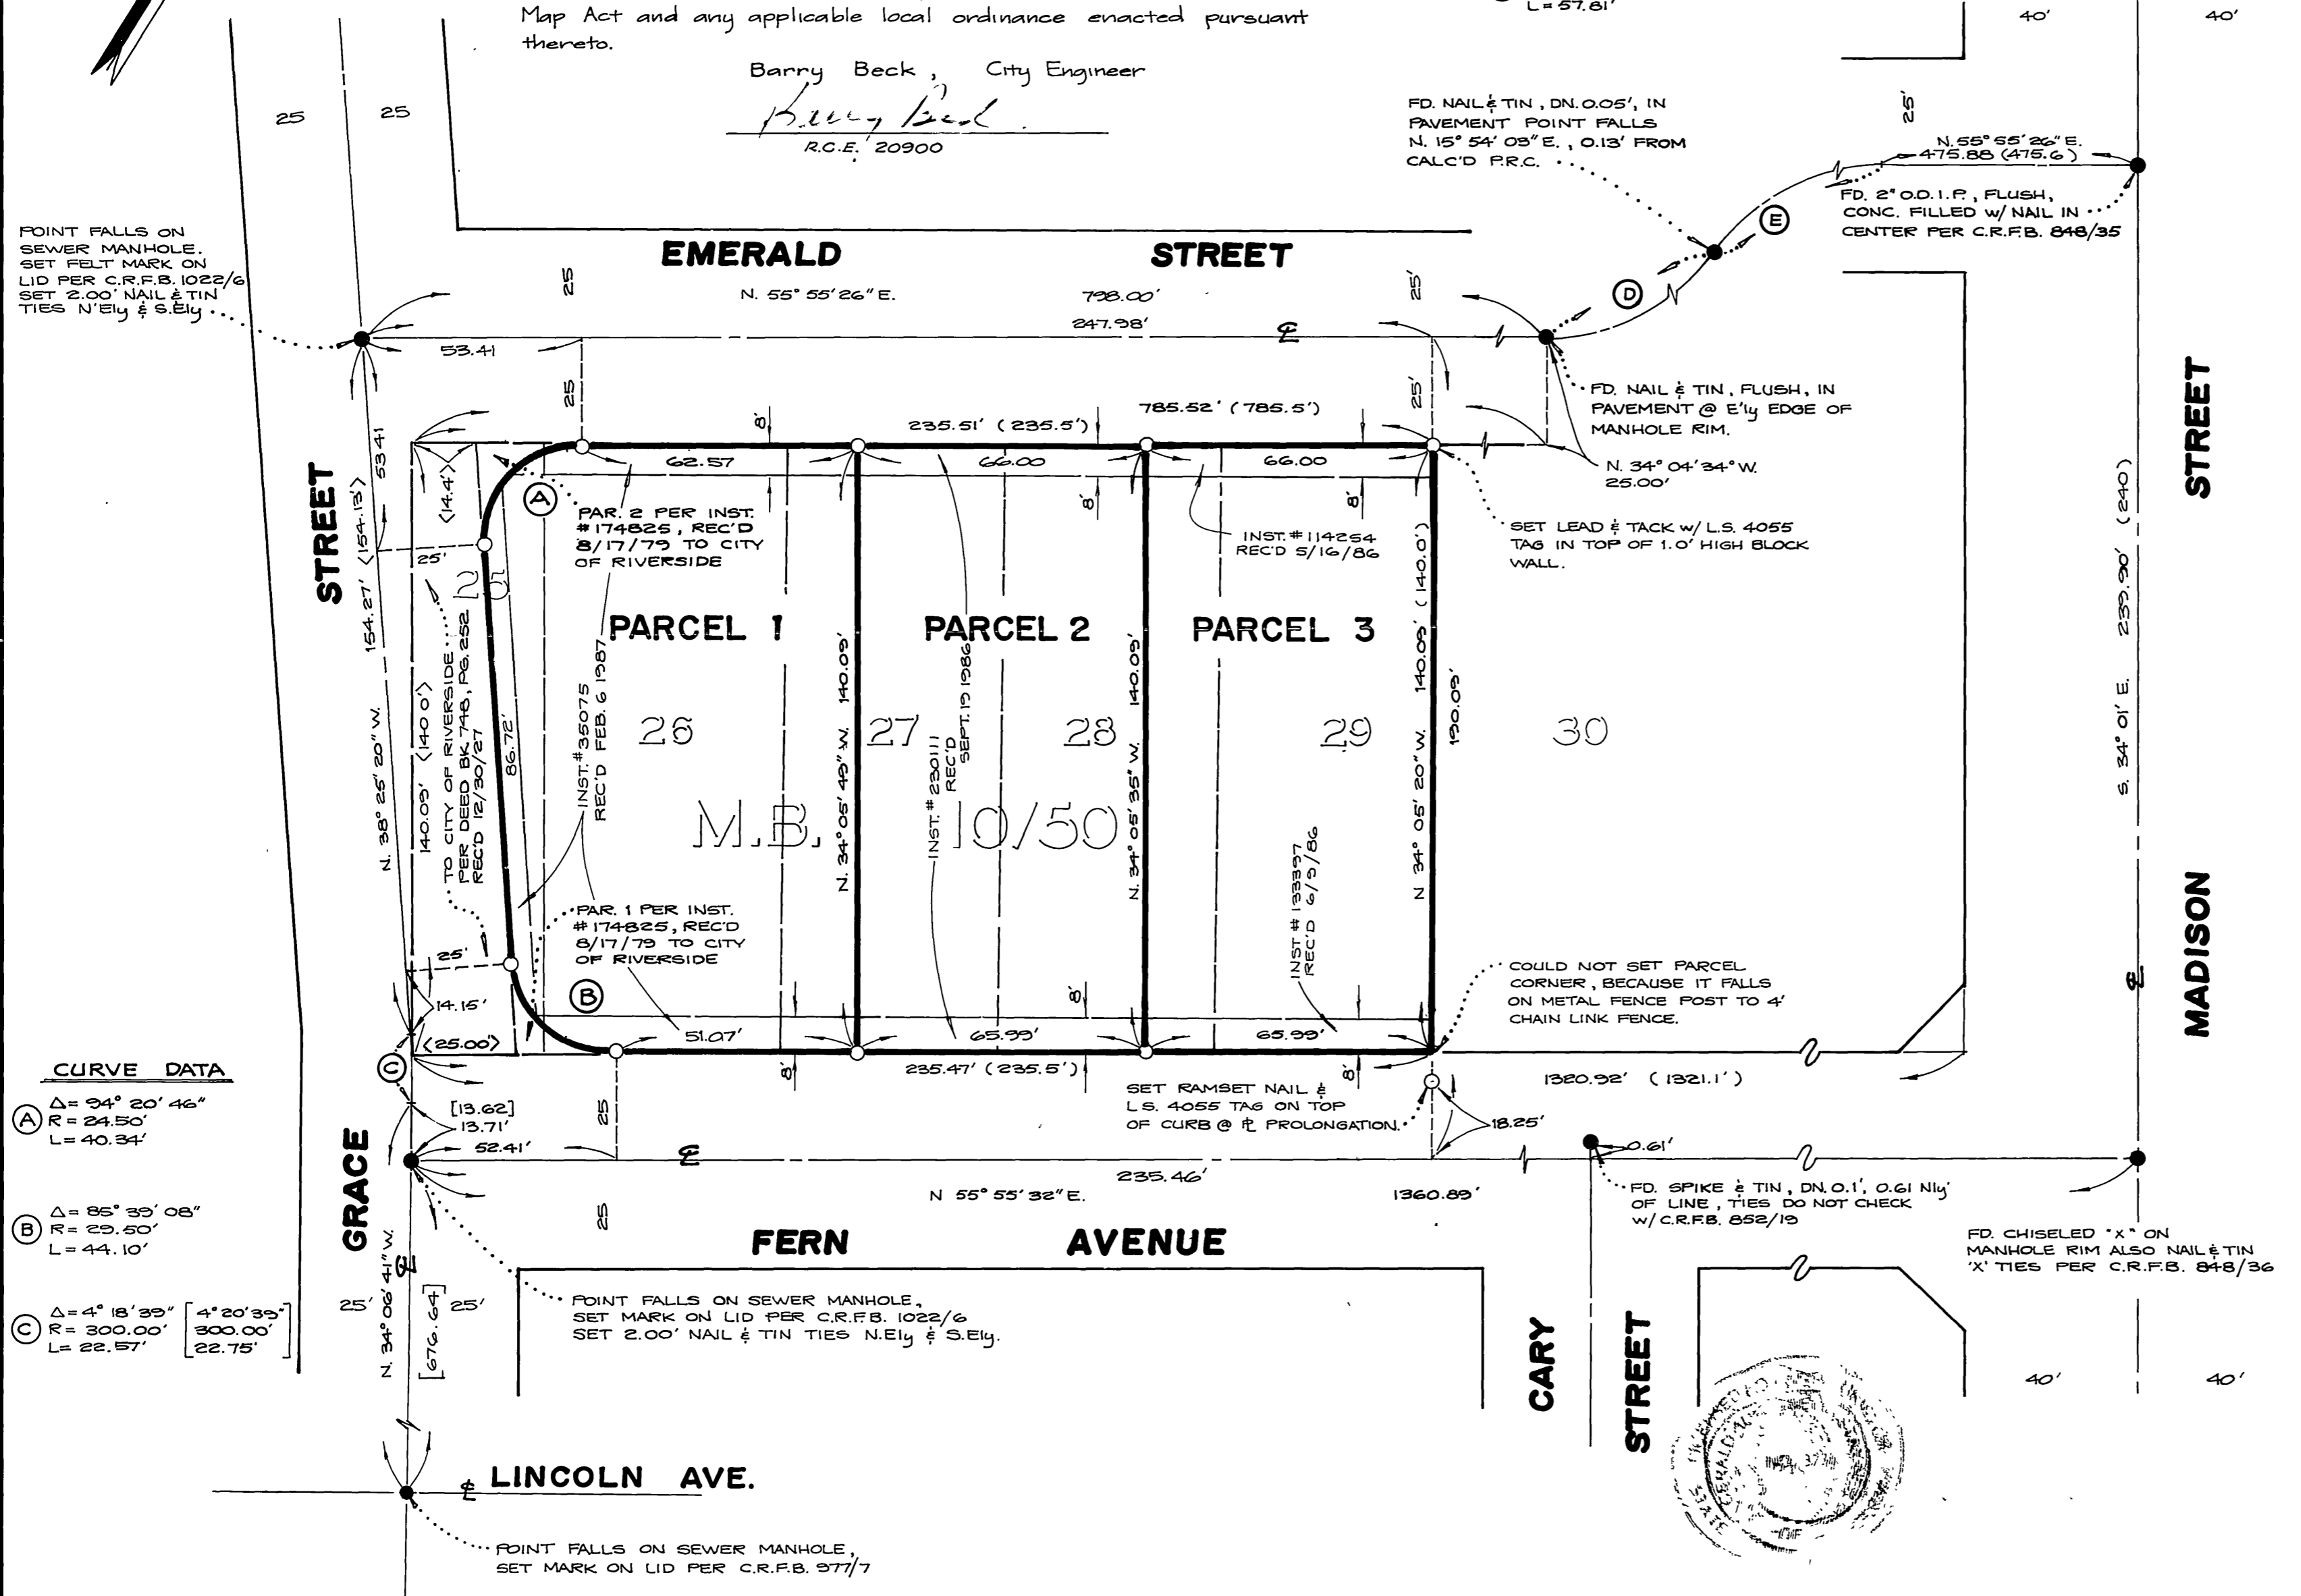 Map Act and any applicable local ordinance enacted pursuant
thereto.
Barry Beck, City Engineer
R.C.E. 20900
L = 57.81'
40' 40'
25 25
25'
FD. NAIL & TIN, DN. 0.05', IN
PAVEMENT POINT FALLS
N. 15° 54' 03" E., 0.13' FROM
CALC'D P.R.C.
N. 55° 55' 26" E.
475.88 (475.6)
FD. 2" O.D.I.P., FLUSH,
CONC. FILLED W/ NAIL IN
CENTER PER C.R.F.B. 848/35
E
D
POINT FALLS ON
SEWER MANHOLE.
SET FELT MARK ON
LID PER C.R.F.B. 1022/6
SET 2.00' NAIL & TIN
TIES N'Ely & S.Ely
EMERALD STREET
25 25'
N. 55° 55' 26" E. 798.00'
247.98' ℄
53.41
25 25'
FD. NAIL & TIN, FLUSH, IN
PAVEMENT @ E'ly EDGE OF
MANHOLE RIM.
N. 34° 04' 34" W.
25.00'
785.52' (785.5')
235.51' (235.5')
8' 8' 8'
62.57 66.00 66.00
SET LEAD & TACK W/ L.S. 4055
TAG IN TOP OF 1.0' HIGH BLOCK
WALL.
INST. #114254
REC'D 5/16/86
A
PAR. 2 PER INST.
#174825, REC'D
8/17/79 TO CITY
OF RIVERSIDE
<14.4'>
53.41
154.27' <154.13'>
N. 38° 25' 20" W.
25'
25
STREET
PARCEL 1 PARCEL 2 PARCEL 3
140.09' <140.0'>
TO CITY OF RIVERSIDE
PER DEED BK. 748, PG. 252
REC'D 12/30/27
86.72'
INST. #35075
REC'D FEB. 6 1987
26 27 28 29 30
M.B. 10/50
N. 34° 05' 49" W. 140.09'
INST. #230111
REC'D
SEPT. 19 1986
N. 34° 05' 35" W. 140.09'
INST #133397
REC'D 6/9/86
N 34° 05' 20" W. 140.09' (140.0')
190.09'
S. 34° 01' E. 239.90' (240)
STREET
MADISON
℄
PAR. 1 PER INST.
#174825, REC'D
8/17/79 TO CITY
OF RIVERSIDE
25'
14.15'
<25.00'>
B
C
51.07' 65.99' 65.99'
8' 8' 8'
235.47' (235.5')
COULD NOT SET PARCEL
CORNER, BECAUSE IT FALLS
ON METAL FENCE POST TO 4'
CHAIN LINK FENCE.
1320.92' (1321.1')
SET RAMSET NAIL &
L.S. 4055 TAG ON TOP
OF CURB @ ⅊ PROLONGATION.
18.25'
0.61'
[13.62]
13.71'
52.41' ℄
25
235.46'
N 55° 55' 32" E. 1360.89'
25
FD. SPIKE & TIN, DN. 0.1', 0.61 Nly'
OF LINE, TIES DO NOT CHECK
W/ C.R.F.B. 852/19
FERN AVENUE
FD. CHISELED "X" ON
MANHOLE RIM ALSO NAIL & TIN
'X' TIES PER C.R.F.B. 848/36
CURVE DATA
A
Δ = 94° 20' 46"
R = 24.50'
L = 40.34'
B
Δ = 85° 39' 08"
R = 29.50'
L = 44.10'
C
Δ = 4° 18' 39" [4° 20' 39"]
R = 300.00' [300.00']
L = 22.57' [22.75']
GRACE
N. 34° 06' 41" W.
℄
[676.64]
25' 25'
POINT FALLS ON SEWER MANHOLE,
SET MARK ON LID PER C.R.F.B. 1022/6
SET 2.00' NAIL & TIN TIES N.Ely & S.Ely.
CARY
STREET
40' 40'
℄ LINCOLN AVE.
POINT FALLS ON SEWER MANHOLE,
SET MARK ON LID PER C.R.F.B. 977/7